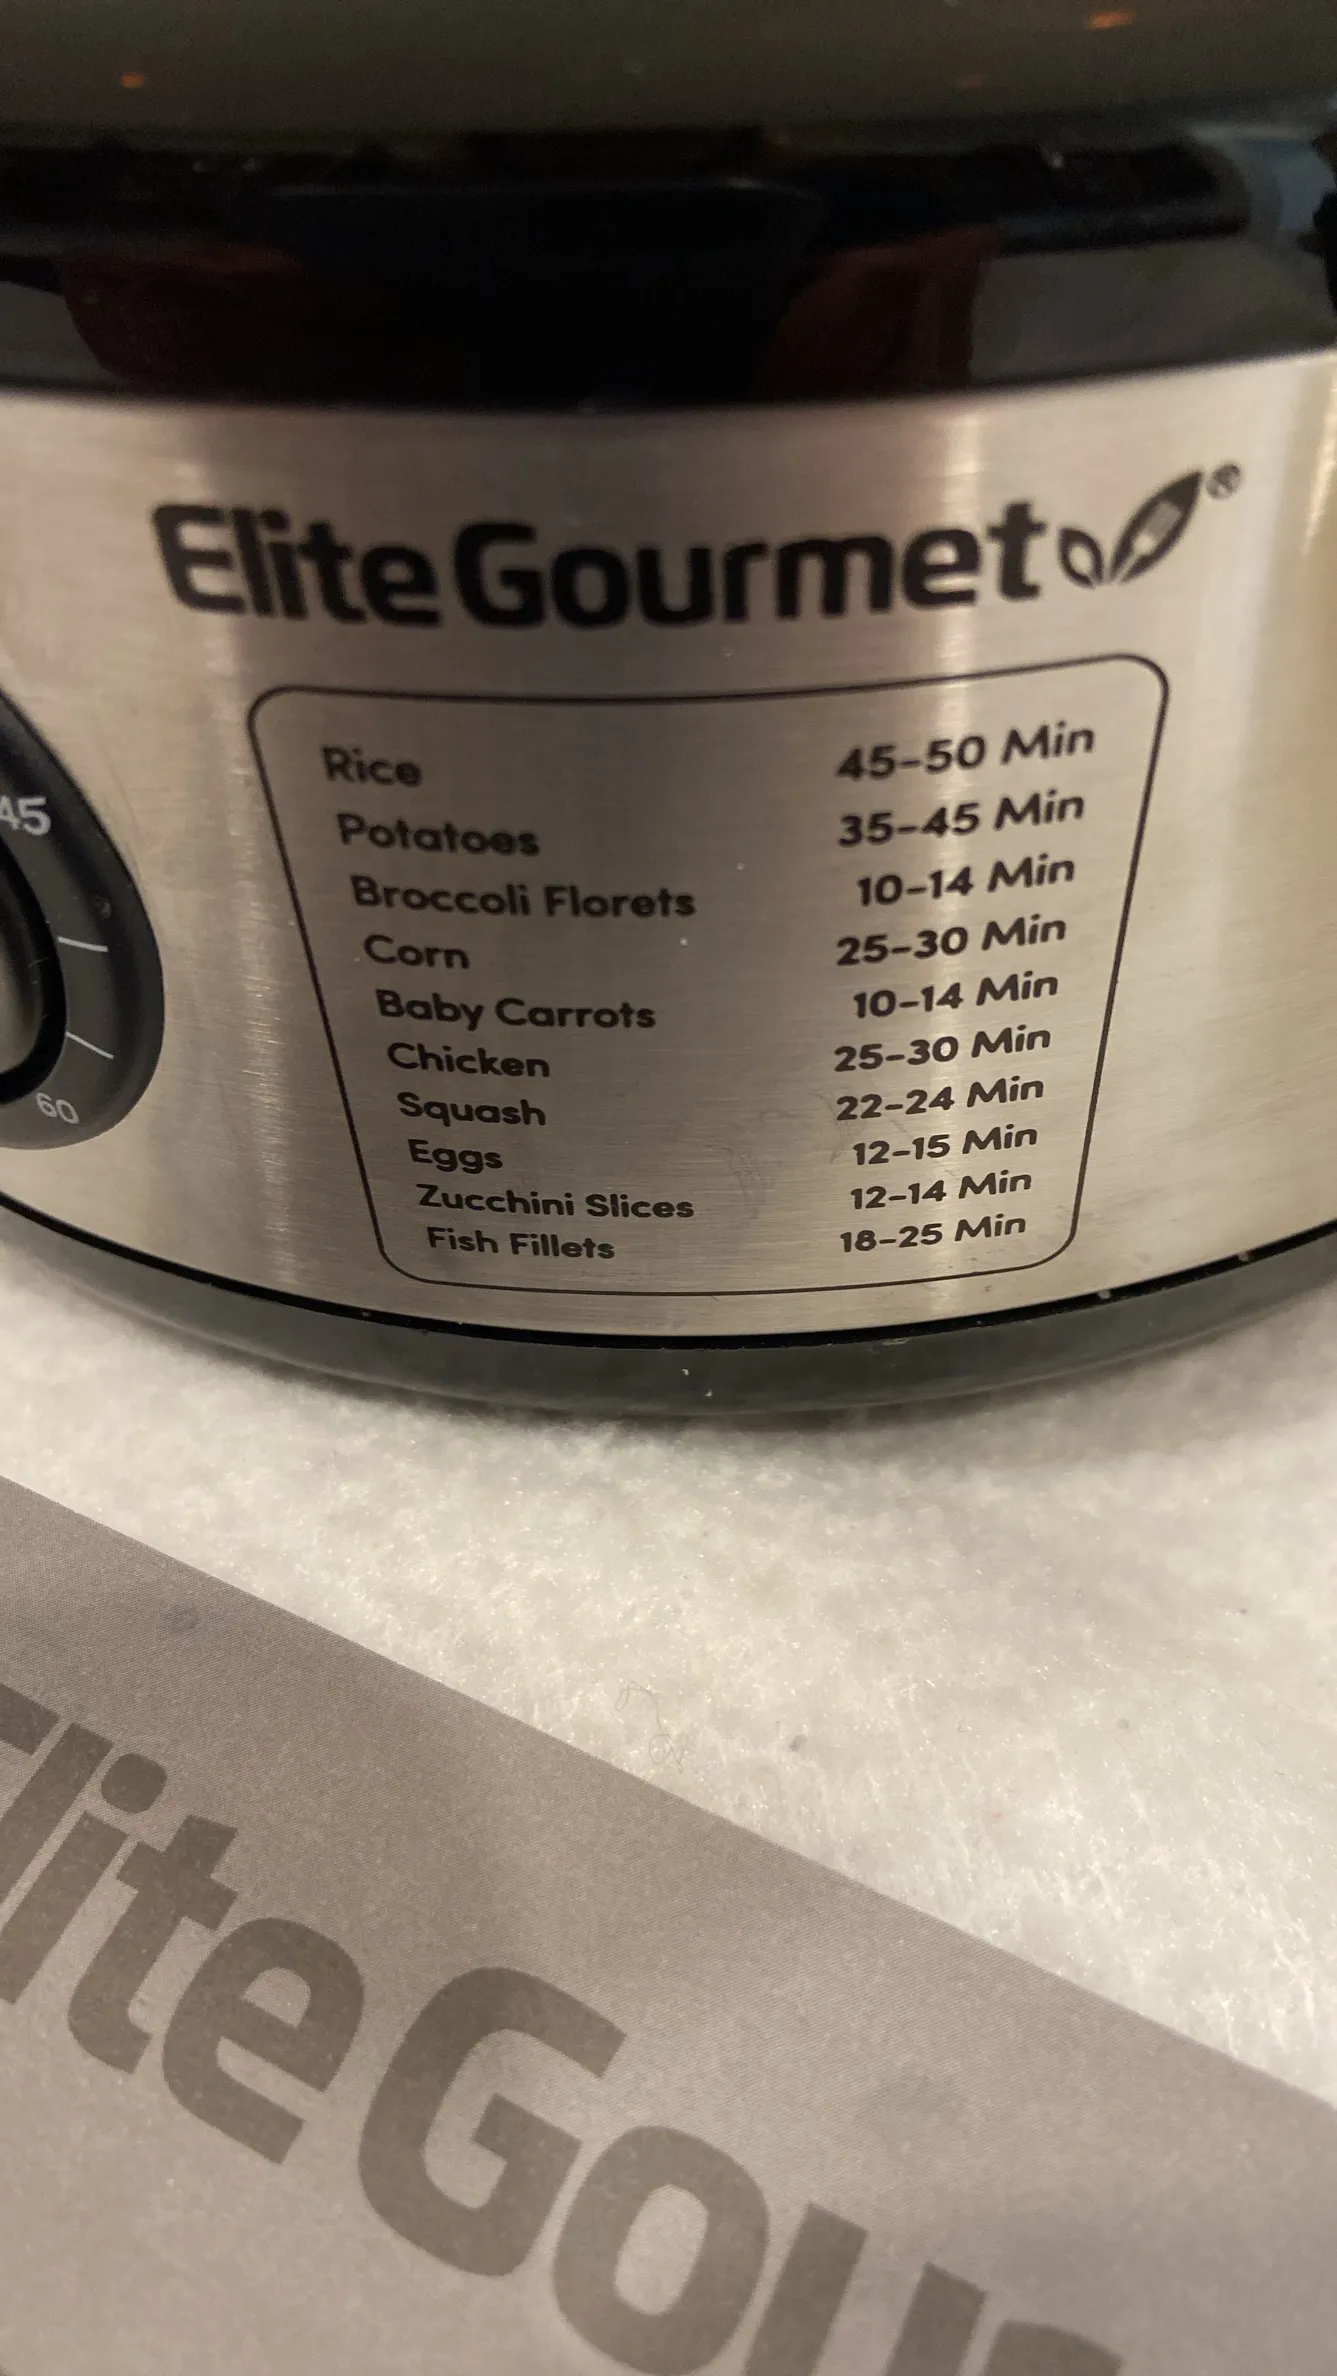 Elite Gourmet®
Rice 45-50 Min
Potatoes 35-45 Min
Broccoli Florets 10-14 Min
Corn 25-30 Min
Baby Carrots 10-14 Min
Chicken 25-30 Min
Squash 22-24 Min
Eggs 12-15 Min
Zucchini Slices 12-14 Min
Fish Fillets 18-25 Min
45
60
Elite Gour